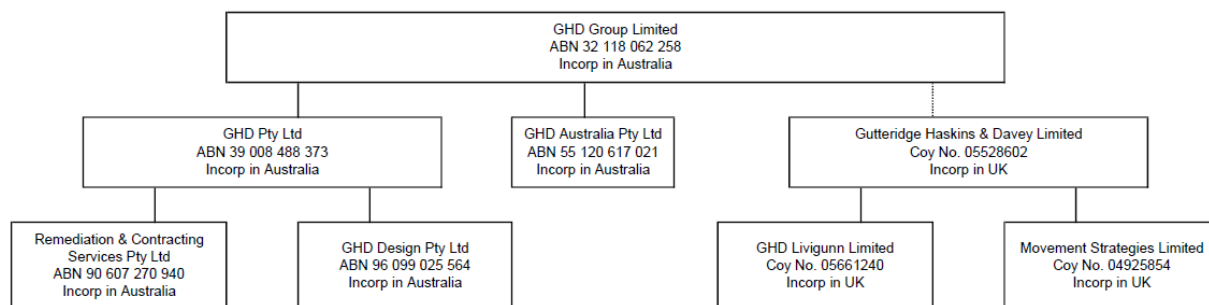 GHD Group Limited
ABN 32 118 062 258
Incorp in Australia
GHD Pty Ltd
ABN 39 008 488 373
Incorp in Australia
GHD Australia Pty Ltd
ABN 55 120 617 021
Incorp in Australia
Gutteridge Haskins & Davey Limited
Coy No. 05528602
Incorp in UK
Remediation & Contracting
Services Pty Ltd
ABN 90 607 270 940
Incorp in Australia
GHD Design Pty Ltd
ABN 96 099 025 564
Incorp in Australia
GHD Livigunn Limited
Coy No. 05661240
Incorp in UK
Movement Strategies Limited
Coy No. 04925854
Incorp in UK